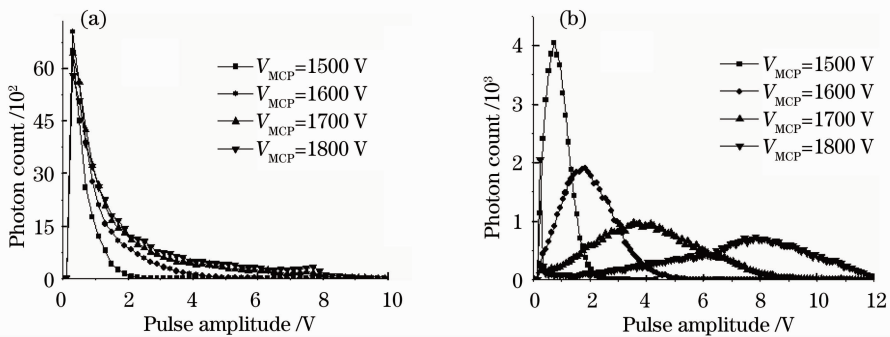 (a)
Photon count /10²
60
45
30
15
0
V_MCP=1500 V
V_MCP=1600 V
V_MCP=1700 V
V_MCP=1800 V
0 2 4 6 8 10
Pulse amplitude /V
(b)
Photon count /10³
4
3
2
1
0
V_MCP=1500 V
V_MCP=1600 V
V_MCP=1700 V
V_MCP=1800 V
0 2 4 6 8 10 12
Pulse amplitude /V